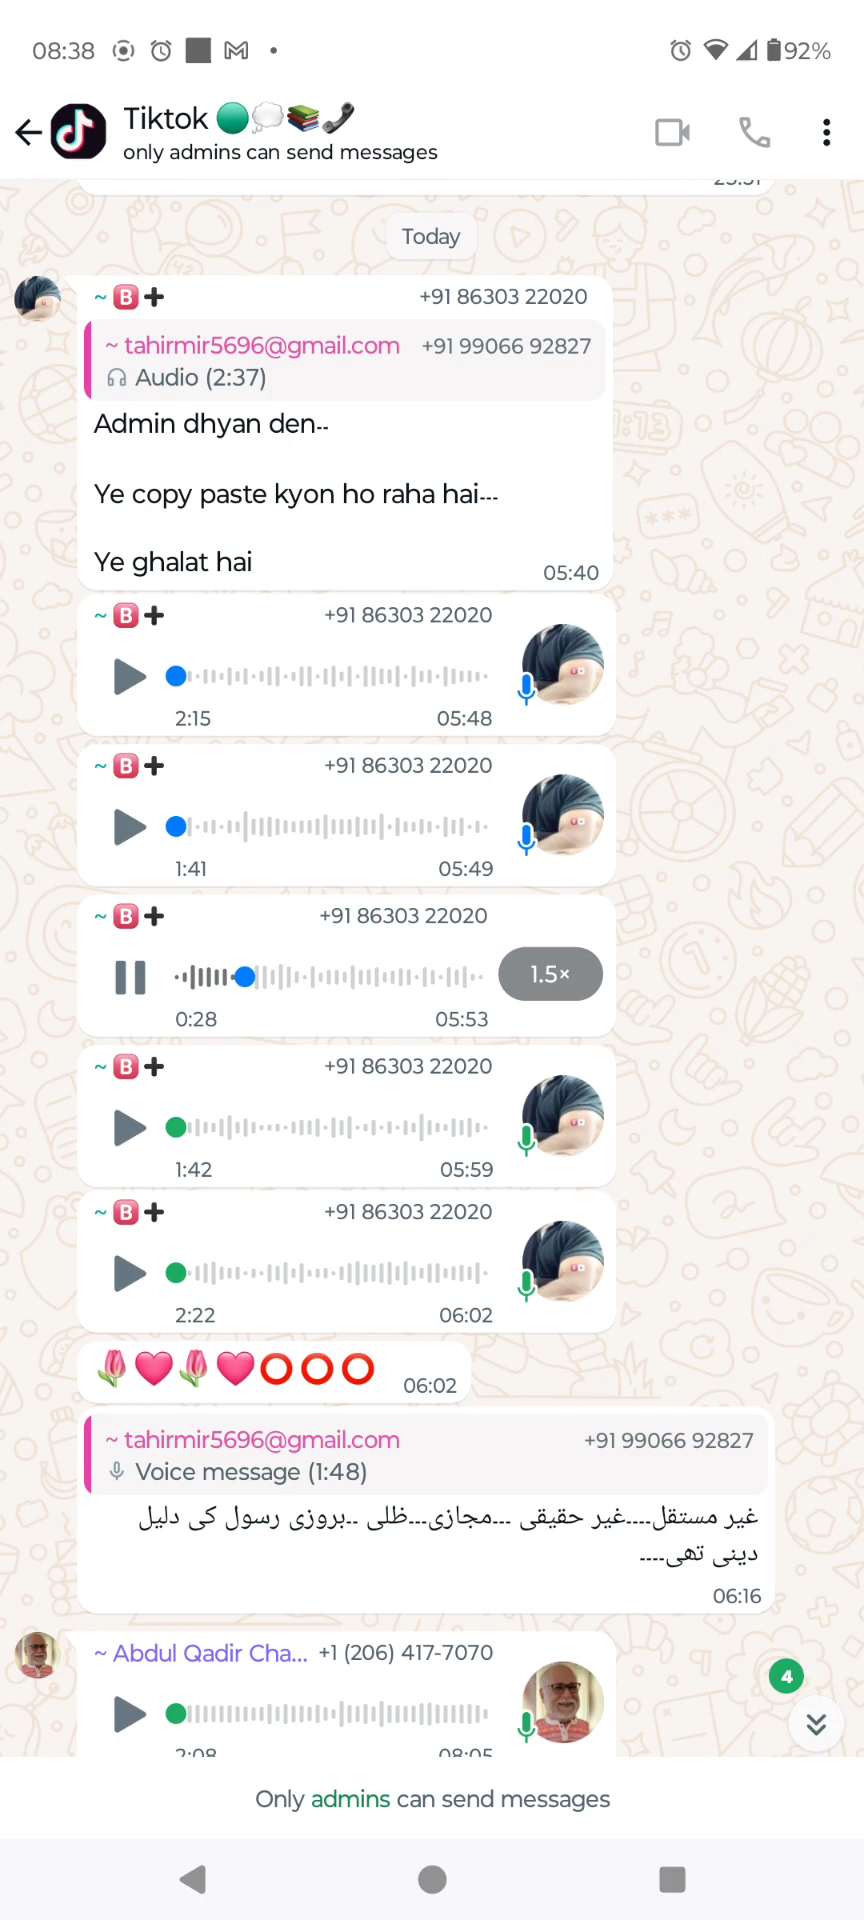 08:38 92%
Tiktok 🟢💭📚📞
only admins can send messages
Today
~ 🅱️➕ +91 86303 22020
~ tahirmir5696@gmail.com +91 99066 92827
Audio (2:37)
Admin dhyan den--
Ye copy paste kyon ho raha hai---
Ye ghalat hai
05:40
~ 🅱️➕ +91 86303 22020
2:15 05:48
~ 🅱️➕ +91 86303 22020
1:41 05:49
~ 🅱️➕ +91 86303 22020
1.5×
0:28 05:53
~ 🅱️➕ +91 86303 22020
1:42 05:59
~ 🅱️➕ +91 86303 22020
2:22 06:02
🌷💗🌷💗⭕⭕⭕ 06:02
~ tahirmir5696@gmail.com +91 99066 92827
Voice message (1:48)
غیر مستقل----غیر حقیقی ---مجازی---ظلی --بروزی رسول کی دلیل
دینی تھی----
06:16
~ Abdul Qadir Cha... +1 (206) 417-7070
4
2:08 08:05
Only admins can send messages